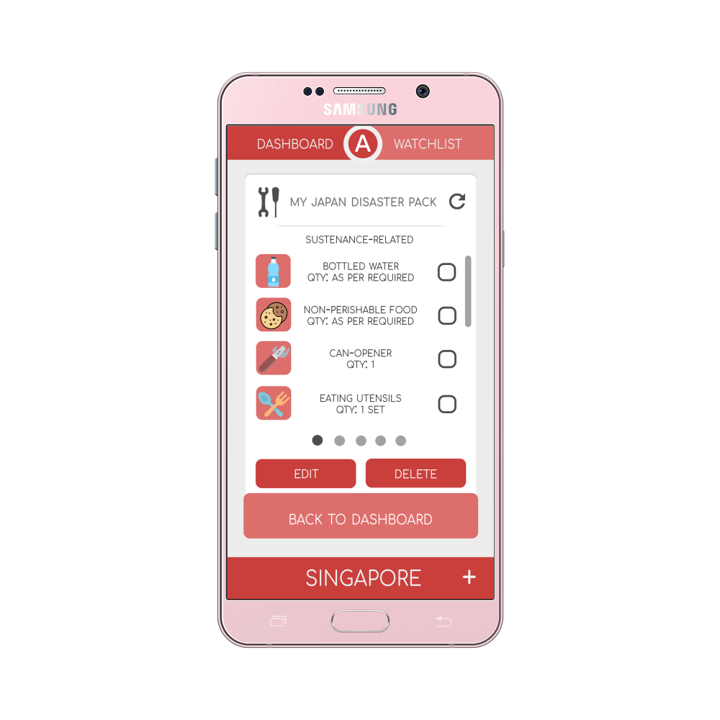 SAMSUNG
DASHBOARD A WATCHLIST
MY JAPAN DISASTER PACK
SUSTENANCE-RELATED
BOTTLED WATER
QTY: AS PER REQUIRED
NON-PERISHABLE FOOD
QTY: AS PER REQUIRED
CAN-OPENER
QTY: 1
EATING UTENSILS
QTY: 1 SET
EDIT DELETE
BACK TO DASHBOARD
SINGAPORE +